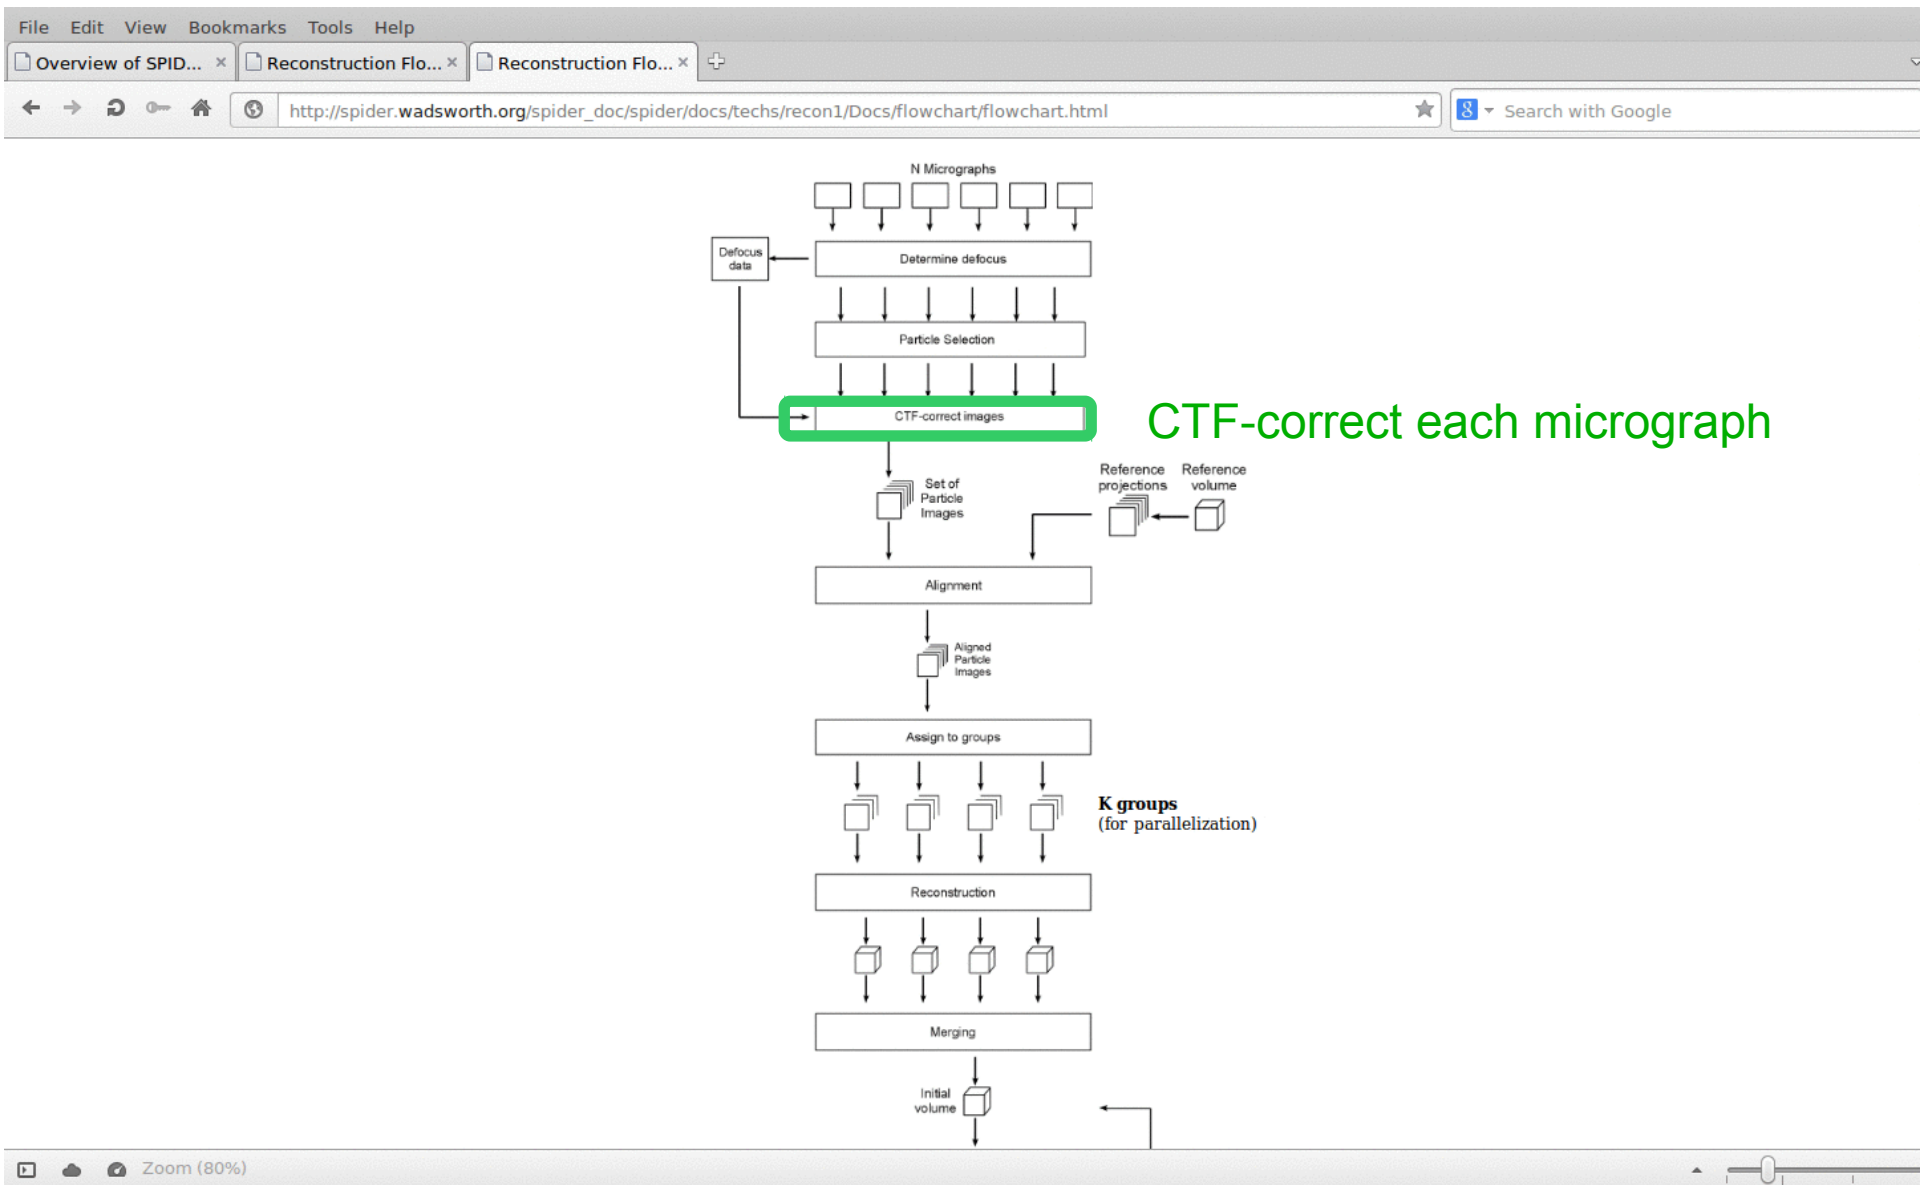 File Edit View Bookmarks Tools Help
Overview of SPID... × Reconstruction Flo... × Reconstruction Flo... ×
http://spider.wadsworth.org/spider_doc/spider/docs/techs/recon1/Docs/flowchart/flowchart.html
8 Search with Google
N Micrographs
Defocus
data
Determine defocus
Particle Selection
CTF-correct images
CTF-correct each micrograph
Set of
Particle
Images
Reference
projections
Reference
volume
Alignment
Aligned
Particle
Images
Assign to groups
K groups
(for parallelization)
Reconstruction
Merging
Initial
volume
Zoom (80%)